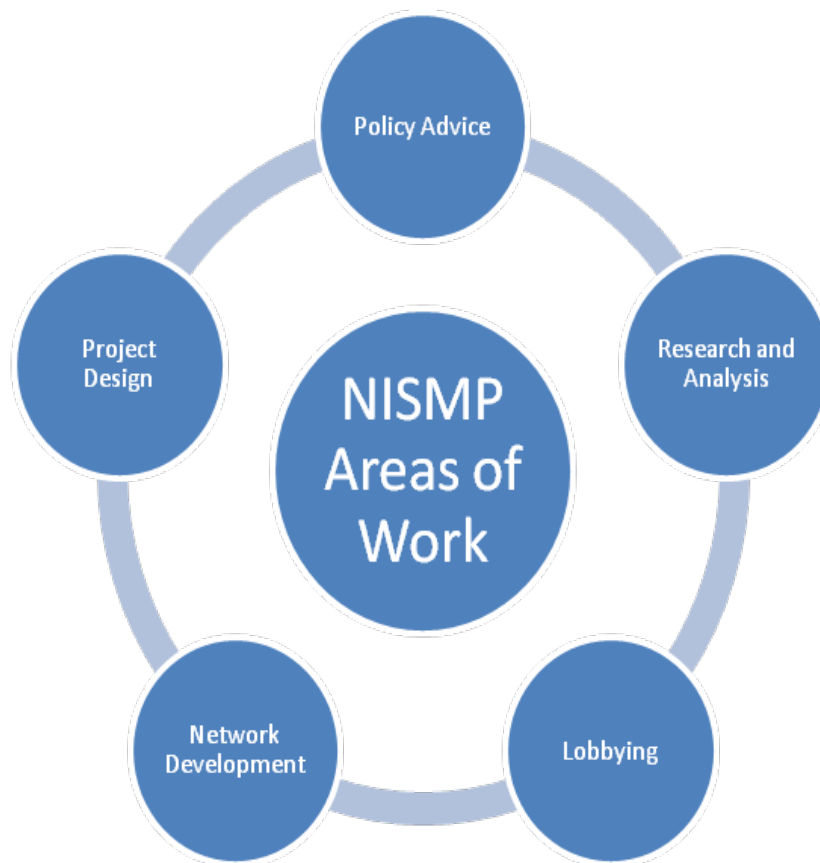 Policy Advice
Project
Design
Research and
Analysis
NISMP
Areas of
Work
Network
Development
Lobbying